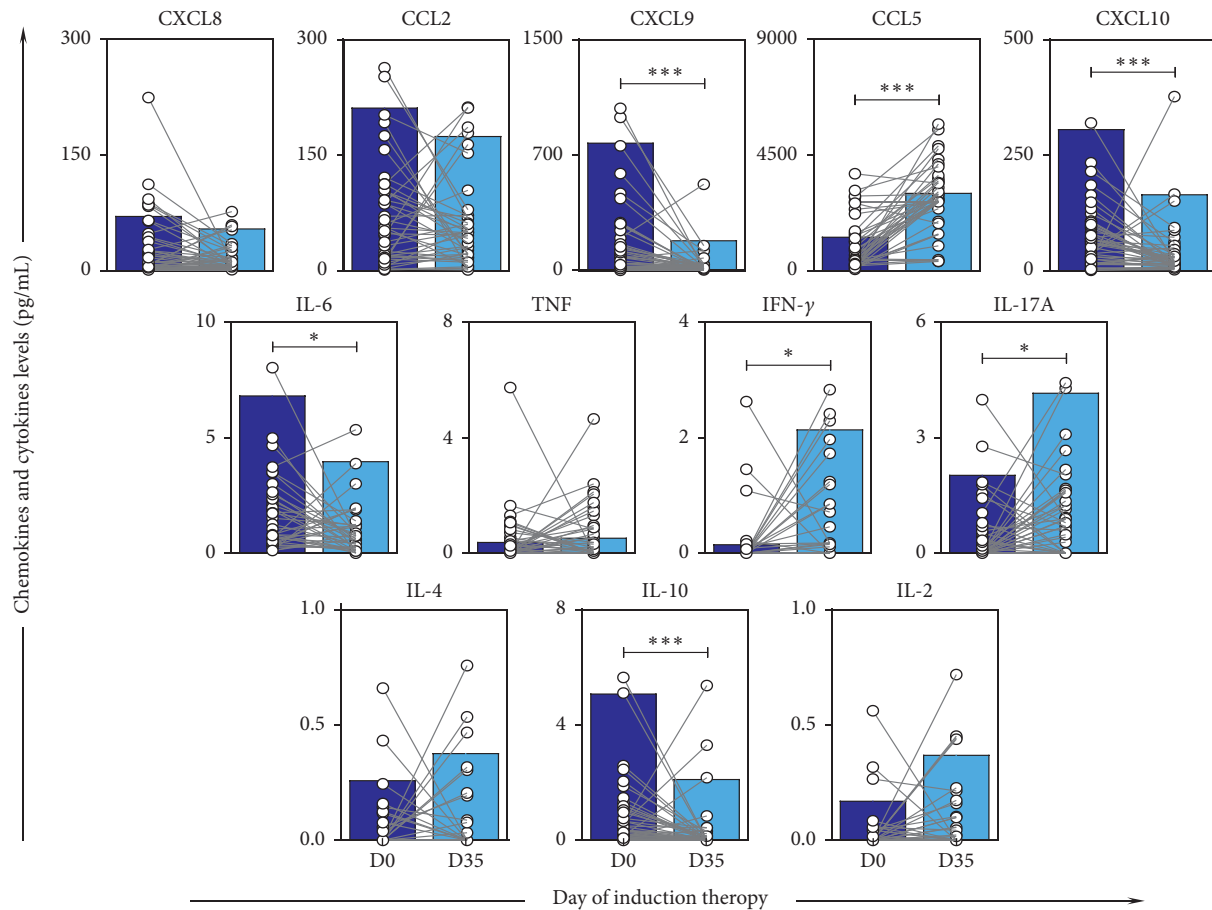 Chemokines and cytokines levels (pg/mL)
CXCL8 CCL2 CXCL9 CCL5 CXCL10
300 300 1500 9000 500
*** *** ***
150 150 700 4500 250
0 0 0 0 0
IL-6 TNF IFN-γ IL-17A
10 8 4 6
* * *
5 4 2 3
0 0 0 0
IL-4 IL-10 IL-2
1.0 8 1.0
***
0.5 4 0.5
0.0 0 0.0
D0 D35 D0 D35 D0 D35
Day of induction theropy